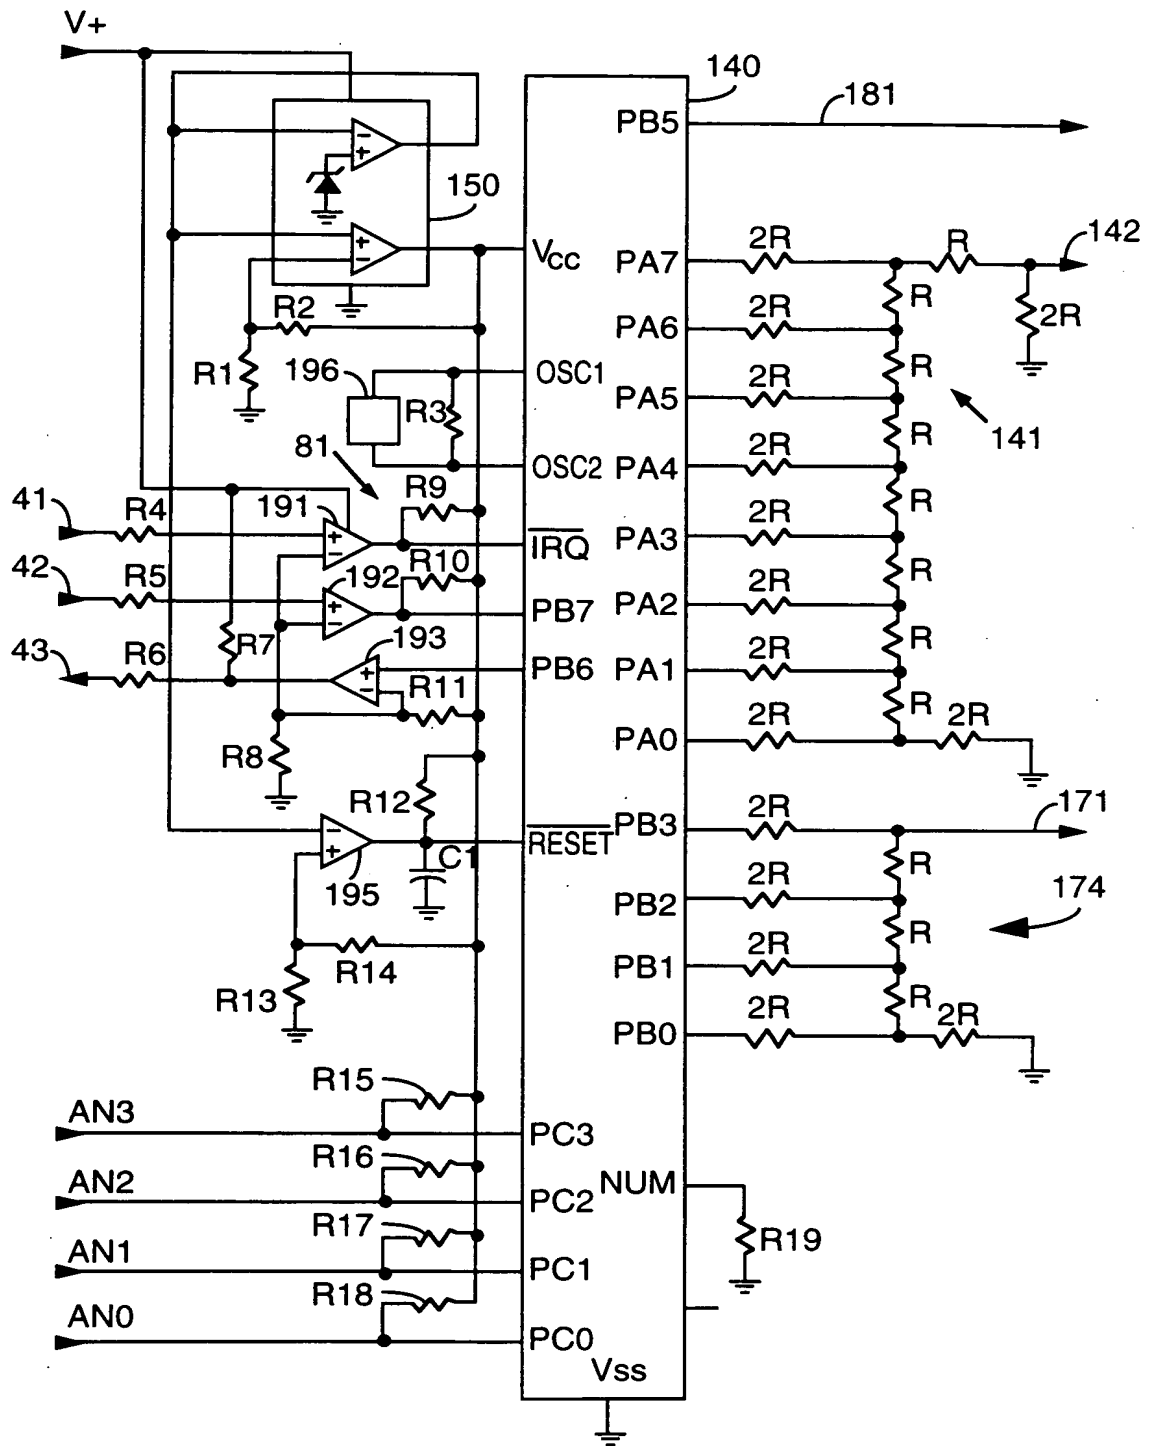 V+
140
PB5
181
150
VCC
PA7
2R
R
142
R
2R
R2
PA6
2R
R
R1
196
OSC1
R3
PA5
2R
141
R
81
OSC2
PA4
2R
R
R9
41
R4
191
IRQ
PA3
2R
R
R10
42
R5
192
PB7
PA2
2R
R
43
R6
R7
193
PB6
PA1
2R
R
R11
R8
PA0
2R
2R
R12
RESET
PB3
2R
171
C1
R
195
PB2
2R
174
R
R14
PB1
2R
R
R13
PB0
2R
2R
R15
AN3
PC3
R16
NUM
AN2
PC2
R17
R19
AN1
PC1
R18
AN0
PC0
Vss